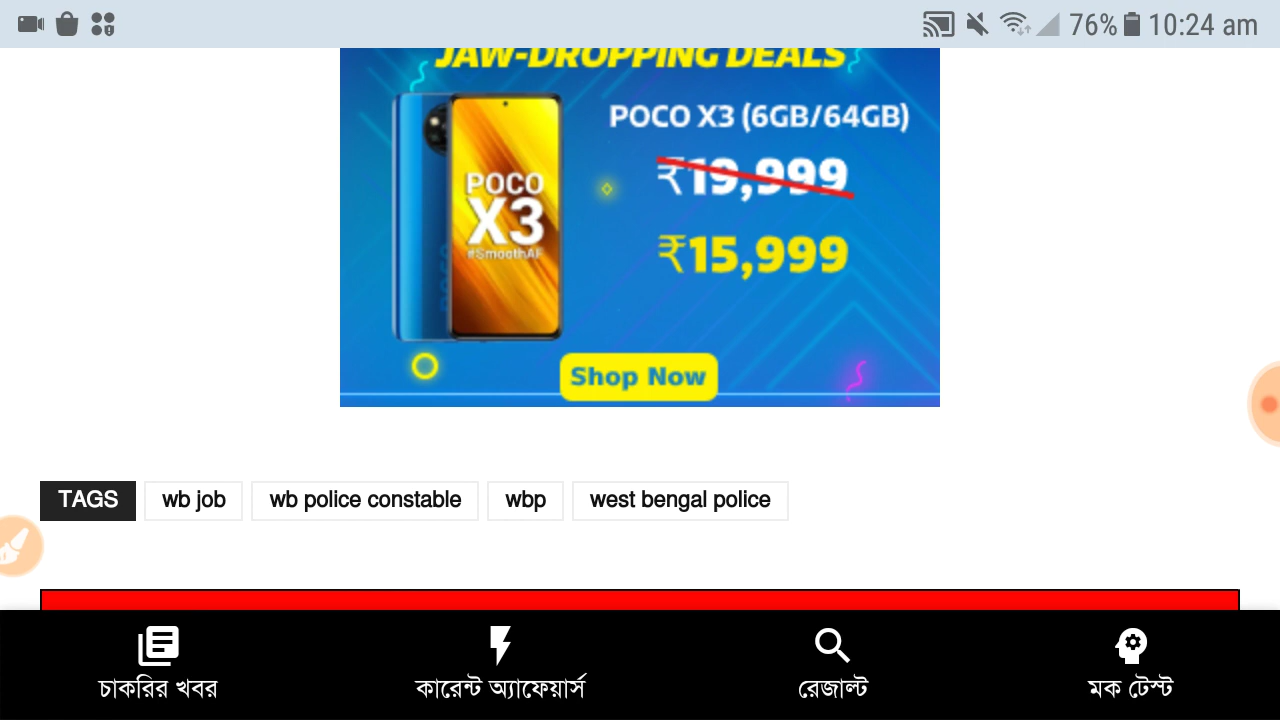 76% 10:24 am
JAW-DROPPING DEALS
POCO X3 (6GB/64GB)
₹19,999
₹15,999
POCO
X3
#SmoothAF
Shop Now
TAGS wb job wb police constable wbp west bengal police
চাকরির খবর কারেন্ট অ্যাফেয়ার্স রেজাল্ট মক টেস্ট